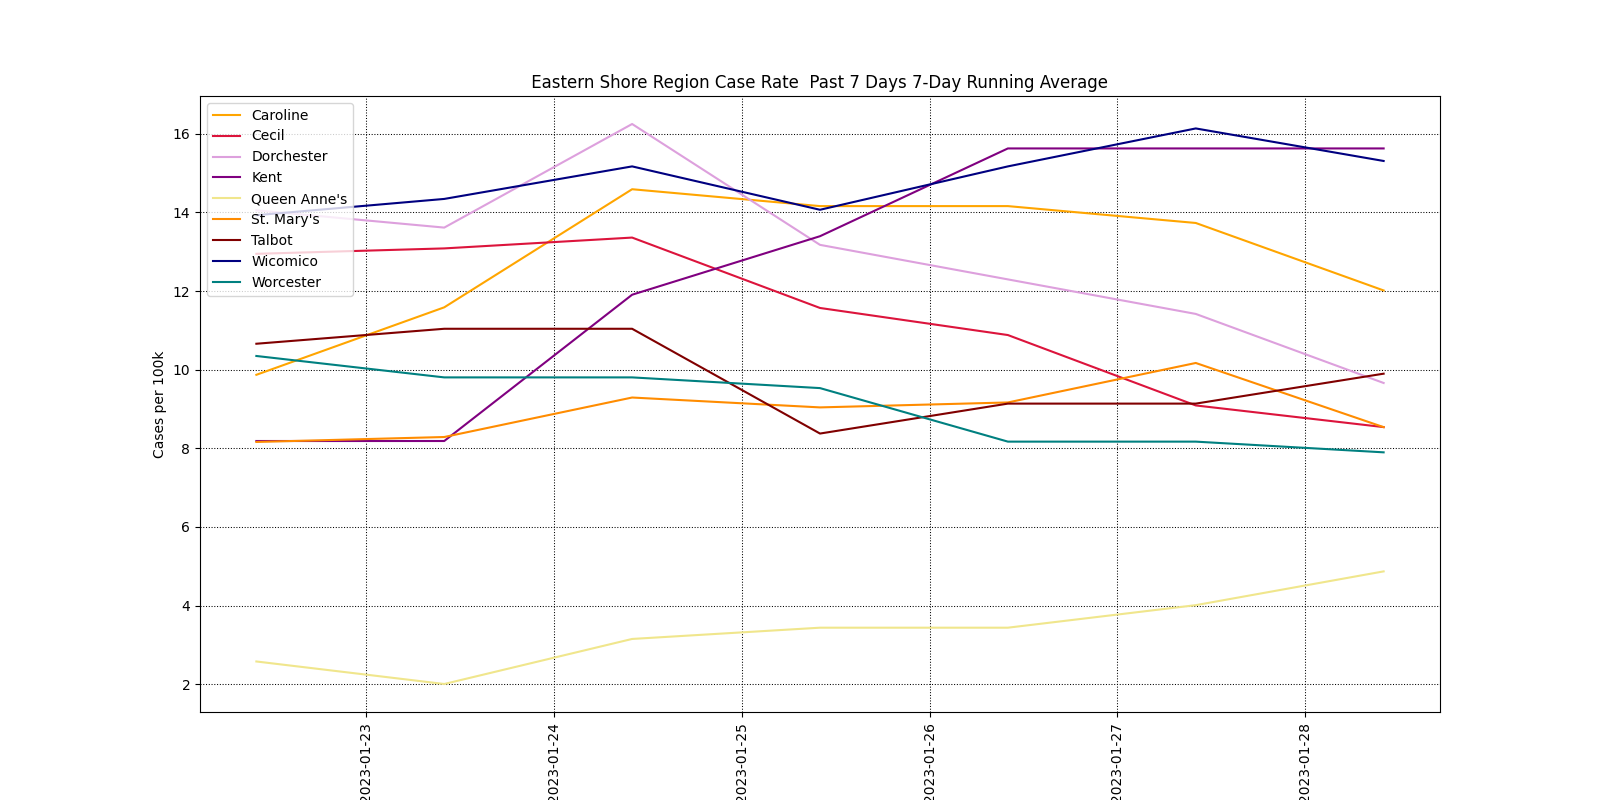 Eastern Shore Region Case Rate  Past 7 Days 7-Day Running Average
Caroline
Cecil
Dorchester
Kent
Queen Anne's
St. Mary's
Talbot
Wicomico
Worcester
Cases per 100k
16
14
12
10
8
6
4
2
2023-01-23
2023-01-24
2023-01-25
2023-01-26
2023-01-27
2023-01-28